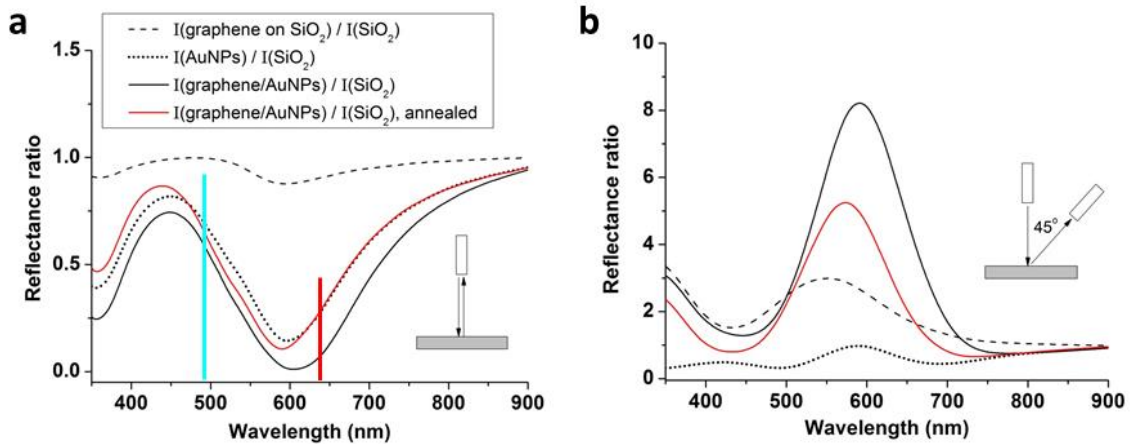 a
I(graphene on SiO₂) / I(SiO₂)
I(AuNPs) / I(SiO₂)
I(graphene/AuNPs) / I(SiO₂)
I(graphene/AuNPs) / I(SiO₂), annealed
Reflectance ratio
1.5
1.0
0.5
0.0
400 500 600 700 800 900
Wavelength (nm)
b
Reflectance ratio
10
8
6
4
2
0
45°
400 500 600 700 800 900
Wavelength (nm)